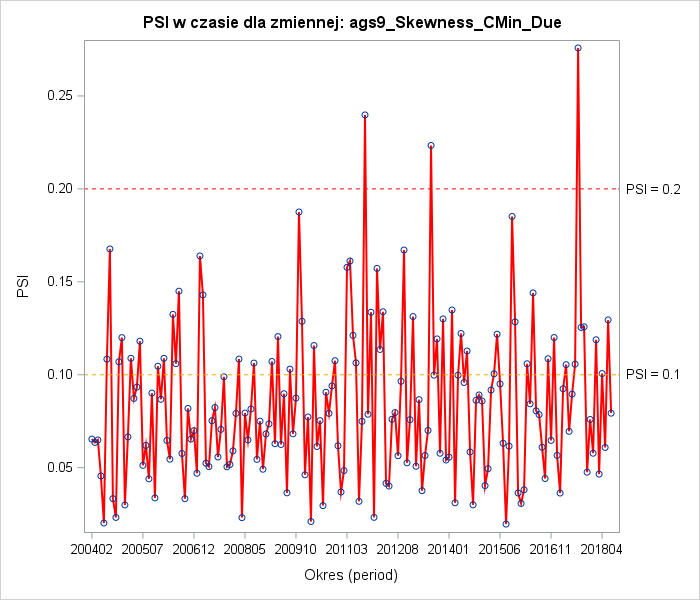 PSI w czasie dla zmiennej: ags9_Skewness_CMin_Due
0.25
0.20
0.15
0.10
0.05
PSI
PSI = 0.2
PSI = 0.1
200402 200507 200612 200805 200910 201103 201208 201401 201506 201611 201804
Okres (period)